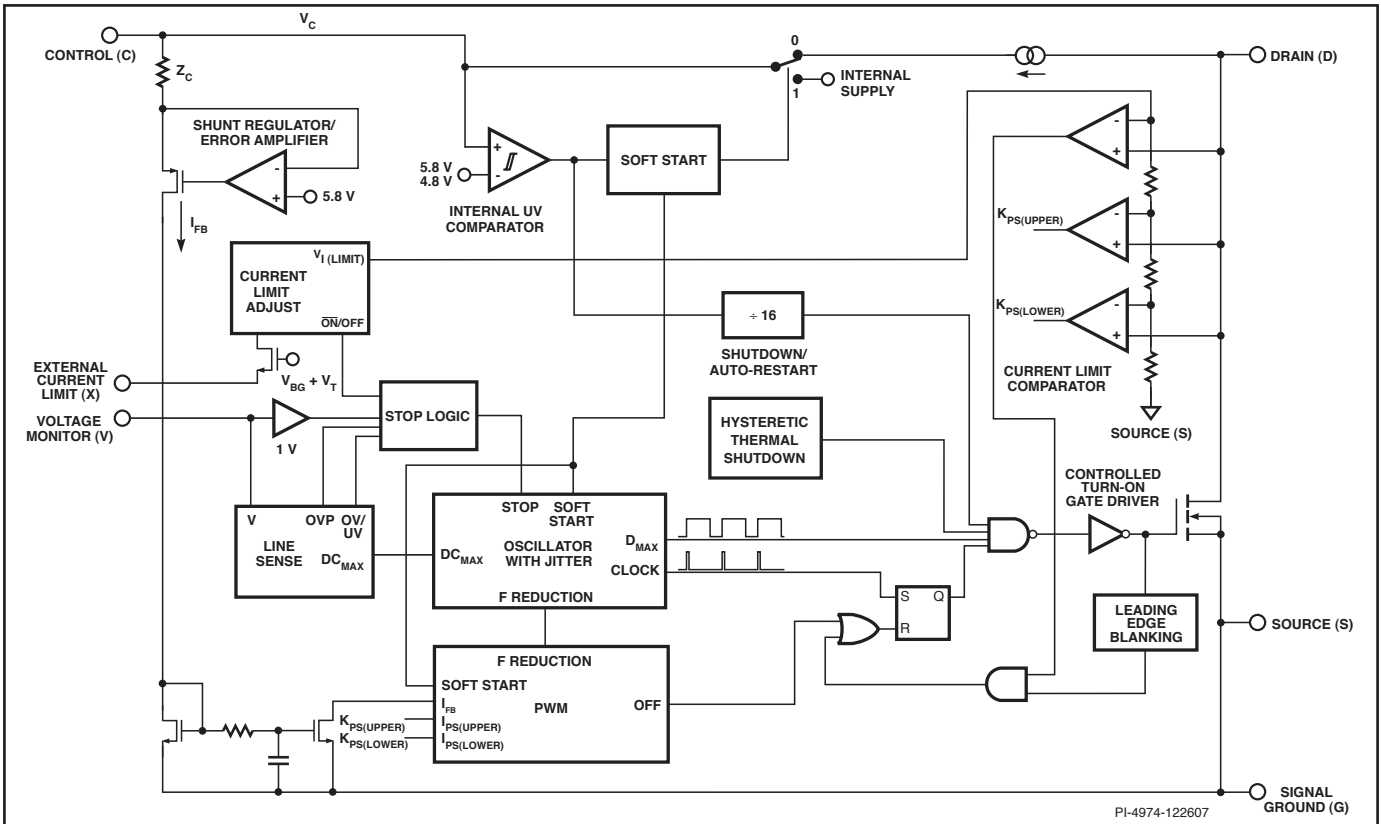 V_C
CONTROL (C)
Z_C
0
1
INTERNAL
SUPPLY
DRAIN (D)
SHUNT REGULATOR/
ERROR AMPLIFIER
-
+
5.8 V
I_FB
+
-
5.8 V
4.8 V
INTERNAL UV
COMPARATOR
SOFT START
-
+
K_PS(UPPER)
-
+
K_PS(LOWER)
-
+
CURRENT LIMIT
COMPARATOR
SOURCE (S)
V_I (LIMIT)
CURRENT
LIMIT
ADJUST
O̅N̅/OFF
V_BG + V_T
÷ 16
SHUTDOWN/
AUTO-RESTART
EXTERNAL
CURRENT
LIMIT (X)
VOLTAGE
MONITOR (V)
1 V
STOP LOGIC
HYSTERETIC
THERMAL
SHUTDOWN
CONTROLLED
TURN-ON
GATE DRIVER
V
OVP
OV/
UV
LINE
SENSE
DC_MAX
STOP
SOFT
START
DC_MAX
OSCILLATOR
WITH JITTER
D_MAX
CLOCK
F REDUCTION
S
Q
R
LEADING
EDGE
BLANKING
SOURCE (S)
F REDUCTION
SOFT START
I_FB
PWM
OFF
K_PS(UPPER)
I_PS(UPPER)
K_PS(LOWER)
I_PS(LOWER)
SIGNAL
GROUND (G)
PI-4974-122607